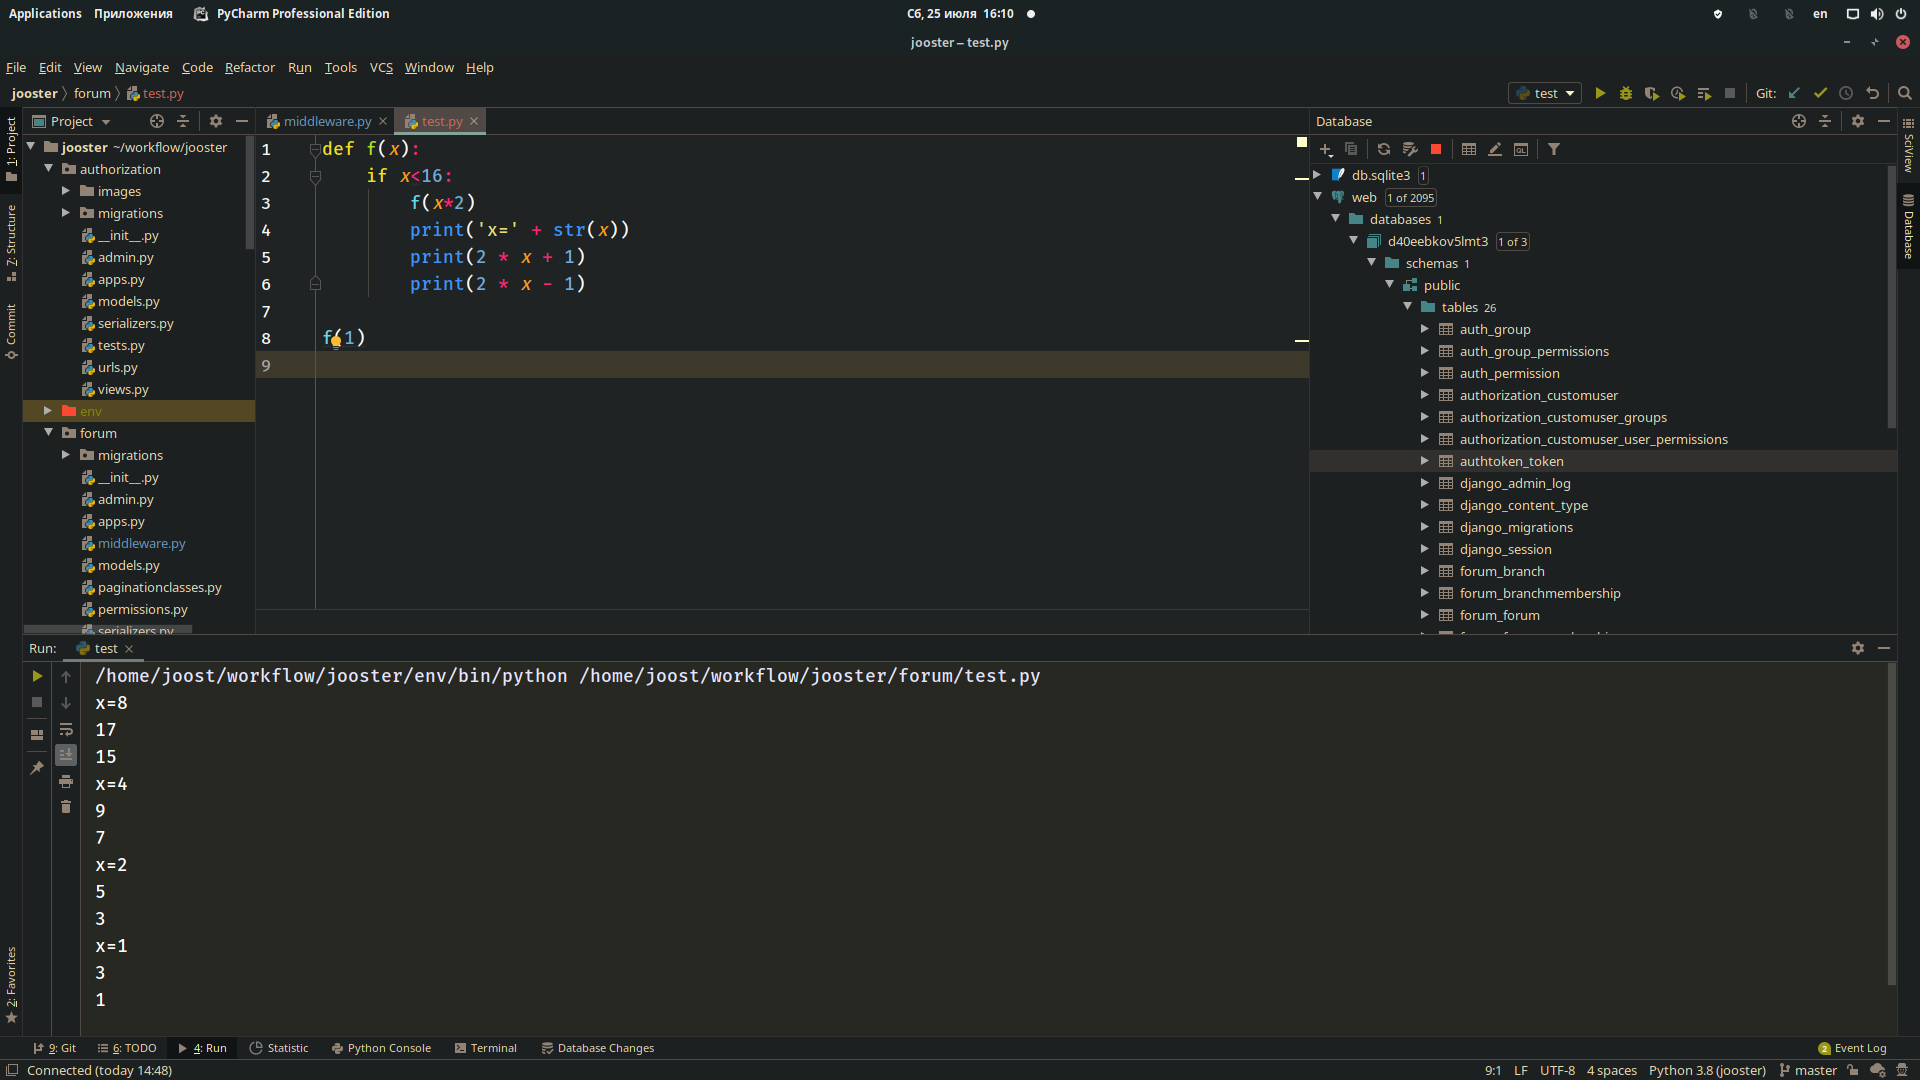 Applications Приложения PyCharm Professional Edition Сб, 25 июля 16:10 en
jooster – test.py
File Edit View Navigate Code Refactor Run Tools VCS Window Help
jooster forum test.py test Git:
1: Project
7: Structure
Commit
2: Favorites
Project
jooster ~/workflow/jooster
authorization
images
migrations
__init__.py
admin.py
apps.py
models.py
serializers.py
tests.py
urls.py
views.py
env
forum
migrations
__init__.py
admin.py
apps.py
middleware.py
models.py
paginationclasses.py
permissions.py
serializers.py
middleware.py test.py
1 def f(x):
2 if x<16:
3 f(x*2)
4 print('x=' + str(x))
5 print(2 * x + 1)
6 print(2 * x - 1)
7
8 f(1)
9
Database
QL
db.sqlite3 1
web 1 of 2095
databases 1
d40eebkov5lmt3 1 of 3
schemas 1
public
tables 26
auth_group
auth_group_permissions
auth_permission
authorization_customuser
authorization_customuser_groups
authorization_customuser_user_permissions
authtoken_token
django_admin_log
django_content_type
django_migrations
django_session
forum_branch
forum_branchmembership
forum_forum
SciView
Database
Run: test
/home/joost/workflow/jooster/env/bin/python /home/joost/workflow/jooster/forum/test.py
x=8
17
15
x=4
9
7
x=2
5
3
x=1
3
1
9: Git 6: TODO 4: Run Statistic Python Console Terminal Database Changes 2 Event Log
Connected (today 14:48) 9:1 LF UTF-8 4 spaces Python 3.8 (jooster) master